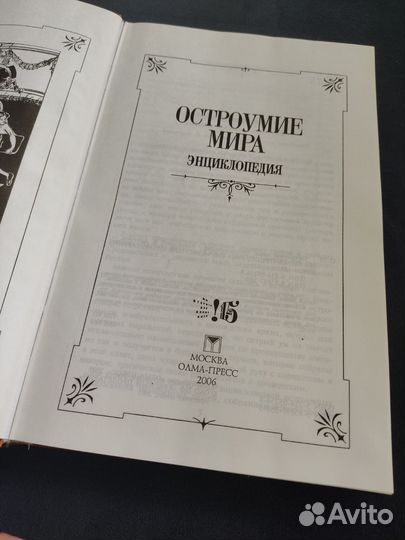 ОСТРОУМИЕ
МИРА
ЭНЦИКЛОПЕДИЯ
МОСКВА
ОЛМА-ПРЕСС
2006
Avito